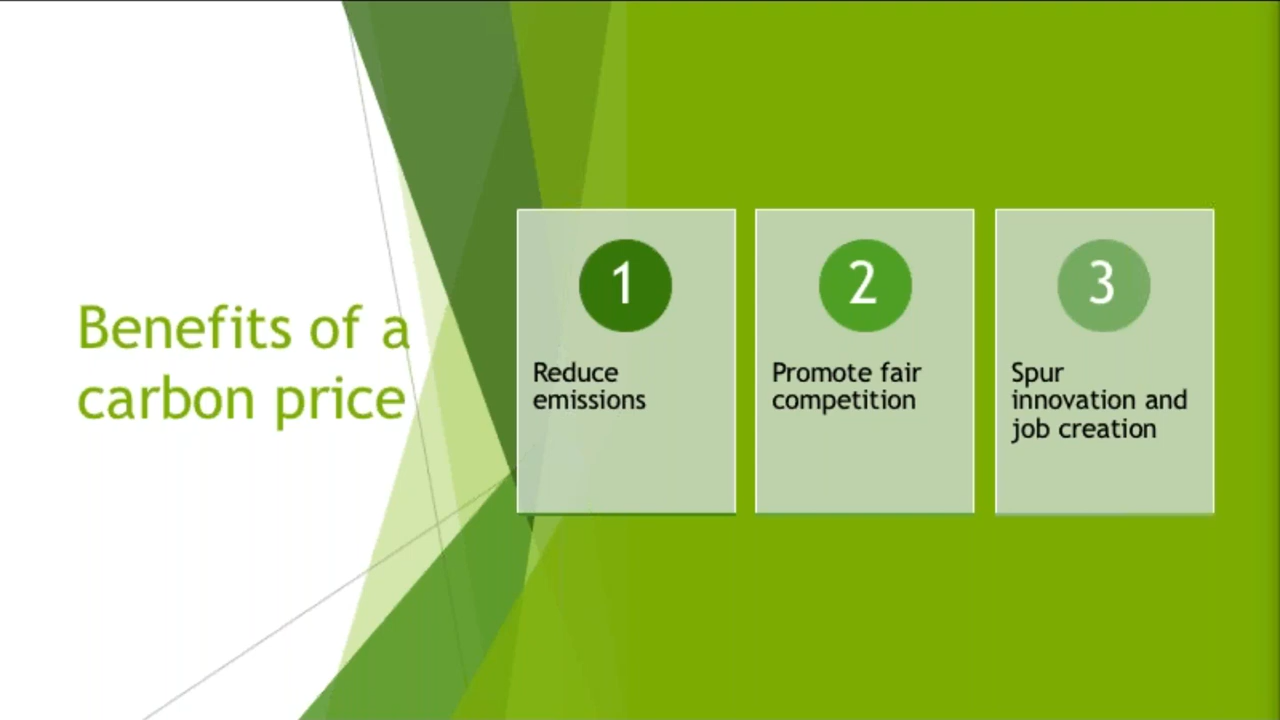 Benefits of a
carbon price
1
Reduce
emissions
2
Promote fair
competition
3
Spur
innovation and
job creation